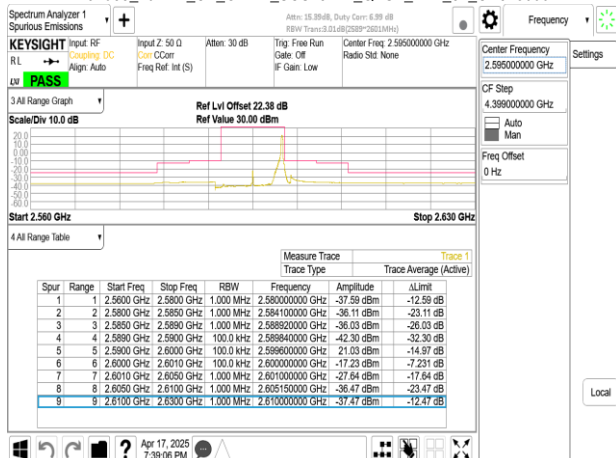 Spectrum Analyzer 1
Spurious Emissions
Attn: 15.39dB, Duty Corr: 6.99 dB
RBW Trans:3.01dB(2589~2601MHz)
Frequency
KEYSIGHT
RL
LXI
PASS
Input: RF
Coupling: DC
Align: Auto
Input Z: 50 Ω
Corr CCorr
Freq Ref: Int (S)
Atten: 30 dB
Trig: Free Run
Gate: Off
IF Gain: Low
Center Freq: 2.595000000 GHz
Radio Std: None
Center Frequency
2.595000000 GHz
Settings
CF Step
4.399000000 GHz
Auto
Man
Freq Offset
0 Hz
3 All Range Graph
Scale/Div 10.0 dB
Ref Lvl Offset 22.38 dB
Ref Value 30.00 dBm
20.0
10.0
0.00
-10.0
-20.0
-30.0
-40.0
-50.0
-60.0
Start 2.560 GHz
Stop 2.630 GHz
4 All Range Table
Measure Trace Trace 1
Trace Type Trace Average (Active)
Spur Range Start Freq Stop Freq RBW Frequency Amplitude ΔLimit
1 1 2.5600 GHz 2.5800 GHz 1.000 MHz 2.580000000 GHz -37.59 dBm -12.59 dB
2 2 2.5800 GHz 2.5850 GHz 1.000 MHz 2.584100000 GHz -36.11 dBm -23.11 dB
3 3 2.5850 GHz 2.5890 GHz 1.000 MHz 2.588920000 GHz -36.03 dBm -26.03 dB
4 4 2.5890 GHz 2.5900 GHz 100.0 kHz 2.589840000 GHz -42.30 dBm -32.30 dB
5 5 2.5900 GHz 2.6000 GHz 100.0 kHz 2.599600000 GHz 21.03 dBm -14.97 dB
6 6 2.6000 GHz 2.6010 GHz 100.0 kHz 2.600000000 GHz -17.23 dBm -7.231 dB
7 7 2.6010 GHz 2.6050 GHz 1.000 MHz 2.601000000 GHz -27.64 dBm -17.64 dB
8 8 2.6050 GHz 2.6100 GHz 1.000 MHz 2.605150000 GHz -36.47 dBm -23.47 dB
9 9 2.6100 GHz 2.6300 GHz 1.000 MHz 2.610000000 GHz -37.47 dBm -12.47 dB
Local
?
Apr 17, 2025
7:39:06 PM